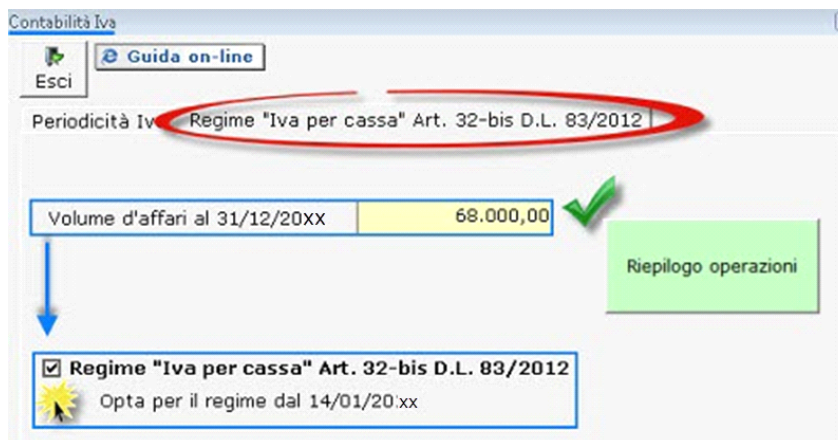 Contabilità Iva
Guida on-line
Esci
Periodicità Iv
Regime "Iva per cassa" Art. 32-bis D.L. 83/2012
Volume d'affari al 31/12/20xx
68.000,00
Riepilogo operazioni
Regime "Iva per cassa" Art. 32-bis D.L. 83/2012
Opta per il regime dal 14/01/20.xx